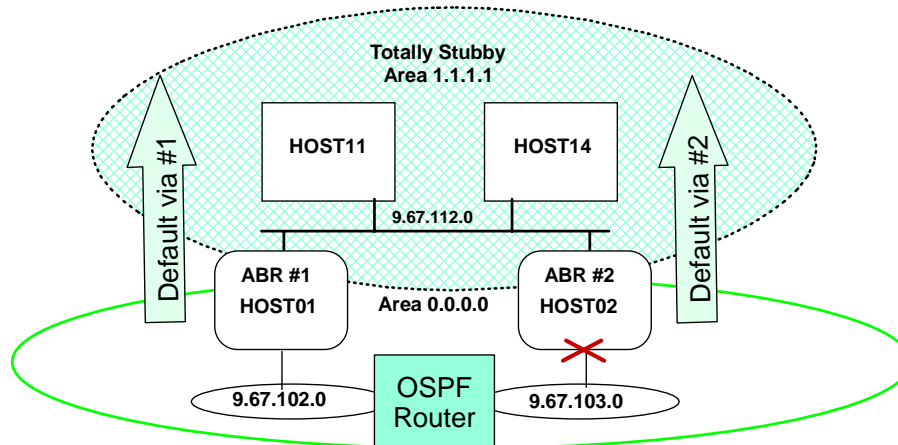 Totally Stubby
Area 1.1.1.1
Default via #1
HOST11
HOST14
Default via #2
9.67.112.0
ABR #1
HOST01
Area 0.0.0.0
ABR #2
HOST02
9.67.102.0
OSPF
Router
9.67.103.0